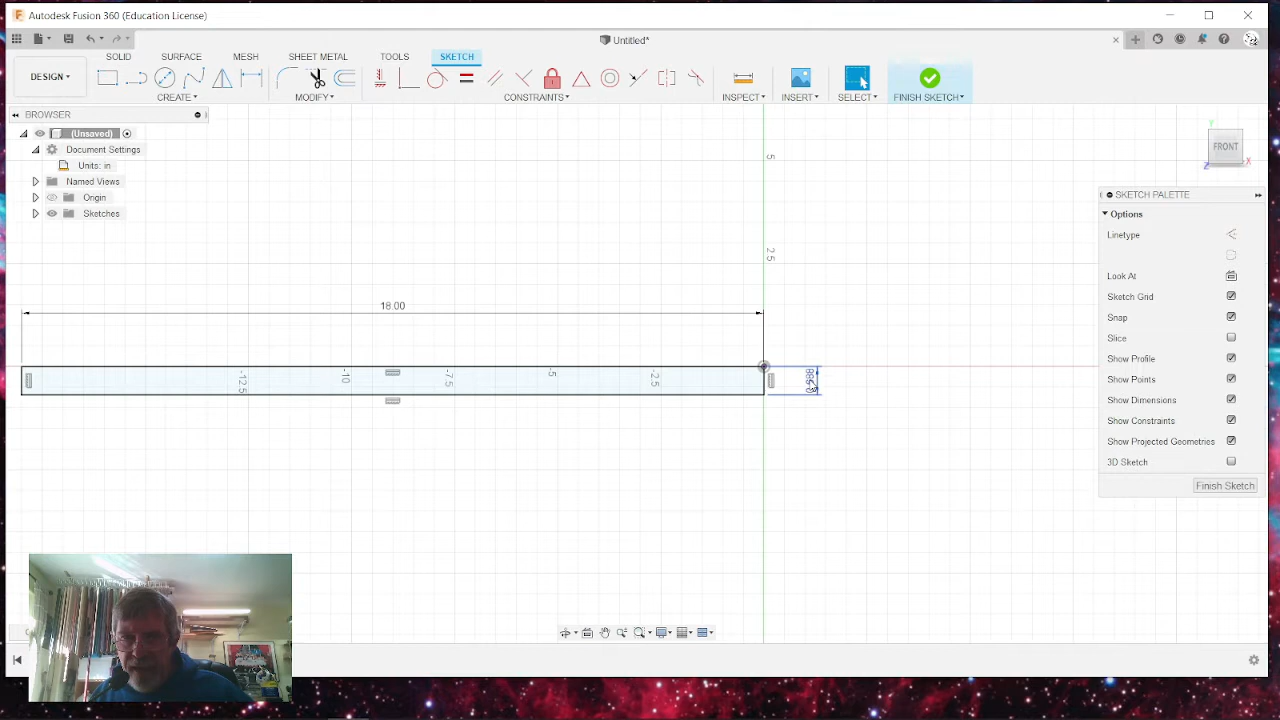 Autodesk Fusion 360 (Education License)
Untitled*
SOLID SURFACE MESH SHEET METAL TOOLS SKETCH
DESIGN
CREATE MODIFY CONSTRAINTS INSPECT INSERT SELECT FINISH SKETCH
BROWSER
(Unsaved)
Document Settings
Units: in
Named Views
Origin
Sketches
Y
FRONT
Z
X
SKETCH PALETTE
Options
Linetype
Look At
Sketch Grid
Snap
Slice
Show Profile
Show Points
Show Dimensions
Show Constraints
Show Projected Geometries
3D Sketch
Finish Sketch
5
2.5
18.00
-12.5 -10 -7.5 -5 -2.5